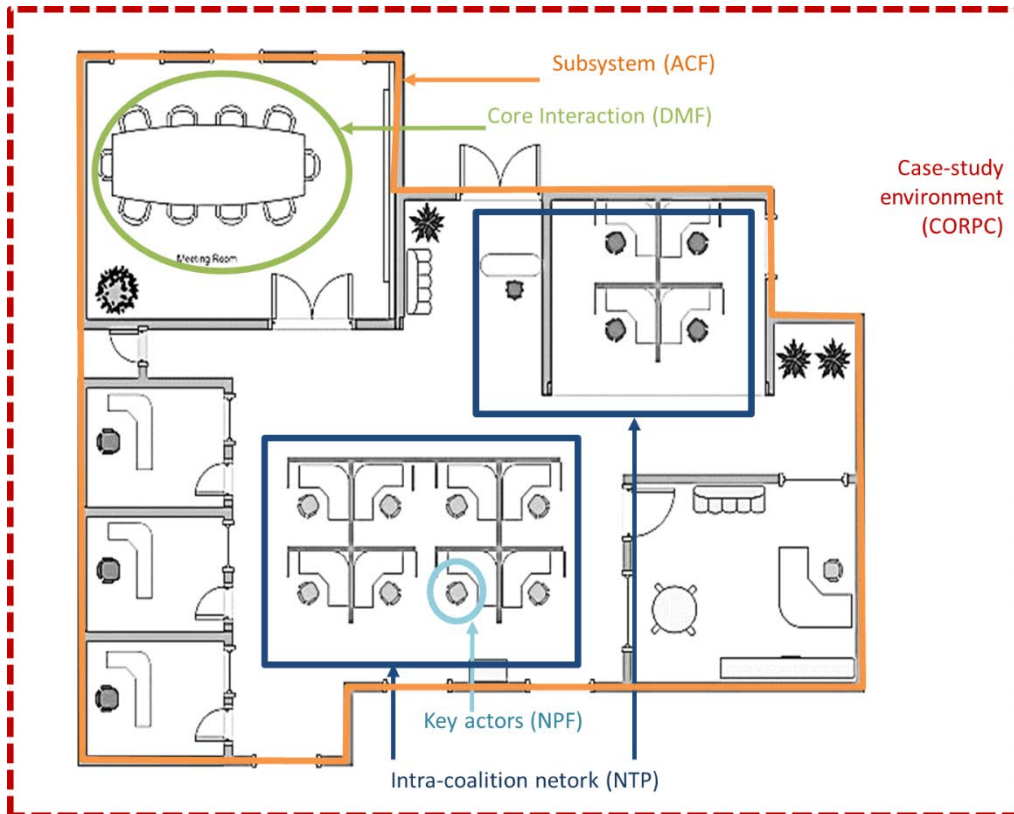 Subsystem (ACF)
Core Interaction (DMF)
Case-study
environment
(CORPC)
Meeting Room
Key actors (NPF)
Intra-coalition netork (NTP)